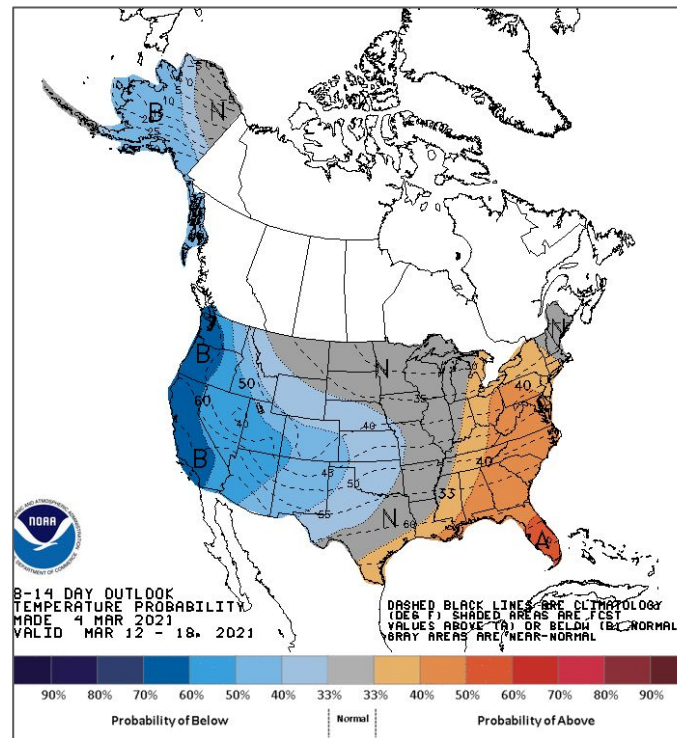 B
N
B
50
60
40
B
N
35
40
45
50
55
N
60
33
40
40
N
A
NOAA
8-14 DAY OUTLOOK
TEMPERATURE PROBABILITY
MADE 4 MAR 2021
VALID MAR 12 - 18, 2021
DASHED BLACK LINES ARE CLIMATOLOGY
(DEG F) SHADED AREAS ARE FCST
VALUES ABOVE (A) OR BELOW (B) NORMAL
GRAY AREAS ARE NEAR-NORMAL
90% 80% 70% 60% 50% 40% 33% 33% 40% 50% 60% 70% 80% 90%
Probability of Below Normal Probability of Above